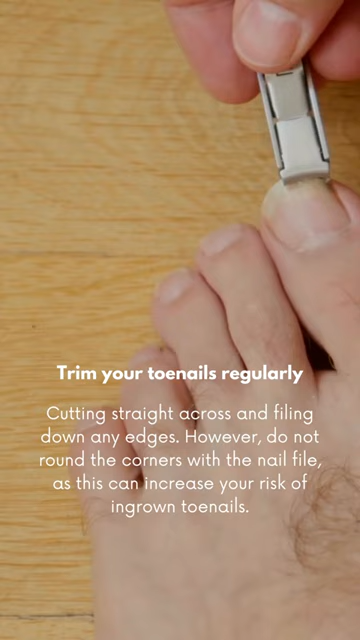 Trim your toenails regularly
Cutting straight across and filing
down any edges. However, do not
round the corners with the nail file,
as this can increase your risk of
ingrown toenails.